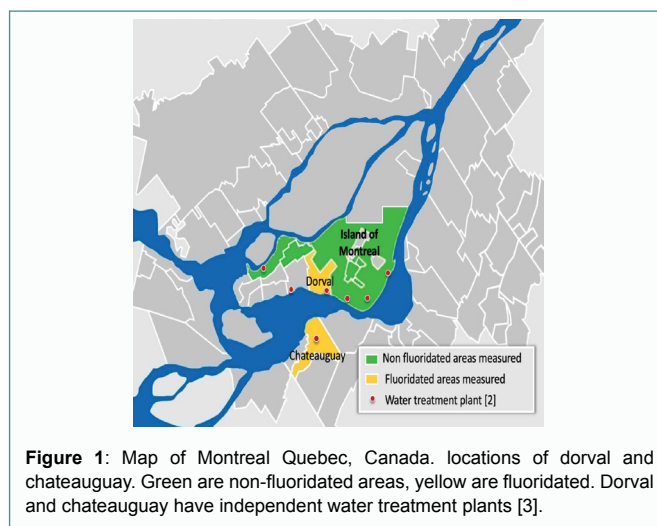 Island of
Montreal
Dorval
Chateauguay
Non fluoridated areas measured
Fluoridated areas measured
Water treatment plant [2]
Figure 1: Map of Montreal Quebec, Canada. locations of dorval and
chateauguay. Green are non-fluoridated areas, yellow are fluoridated. Dorval
and chateauguay have independent water treatment plants [3].